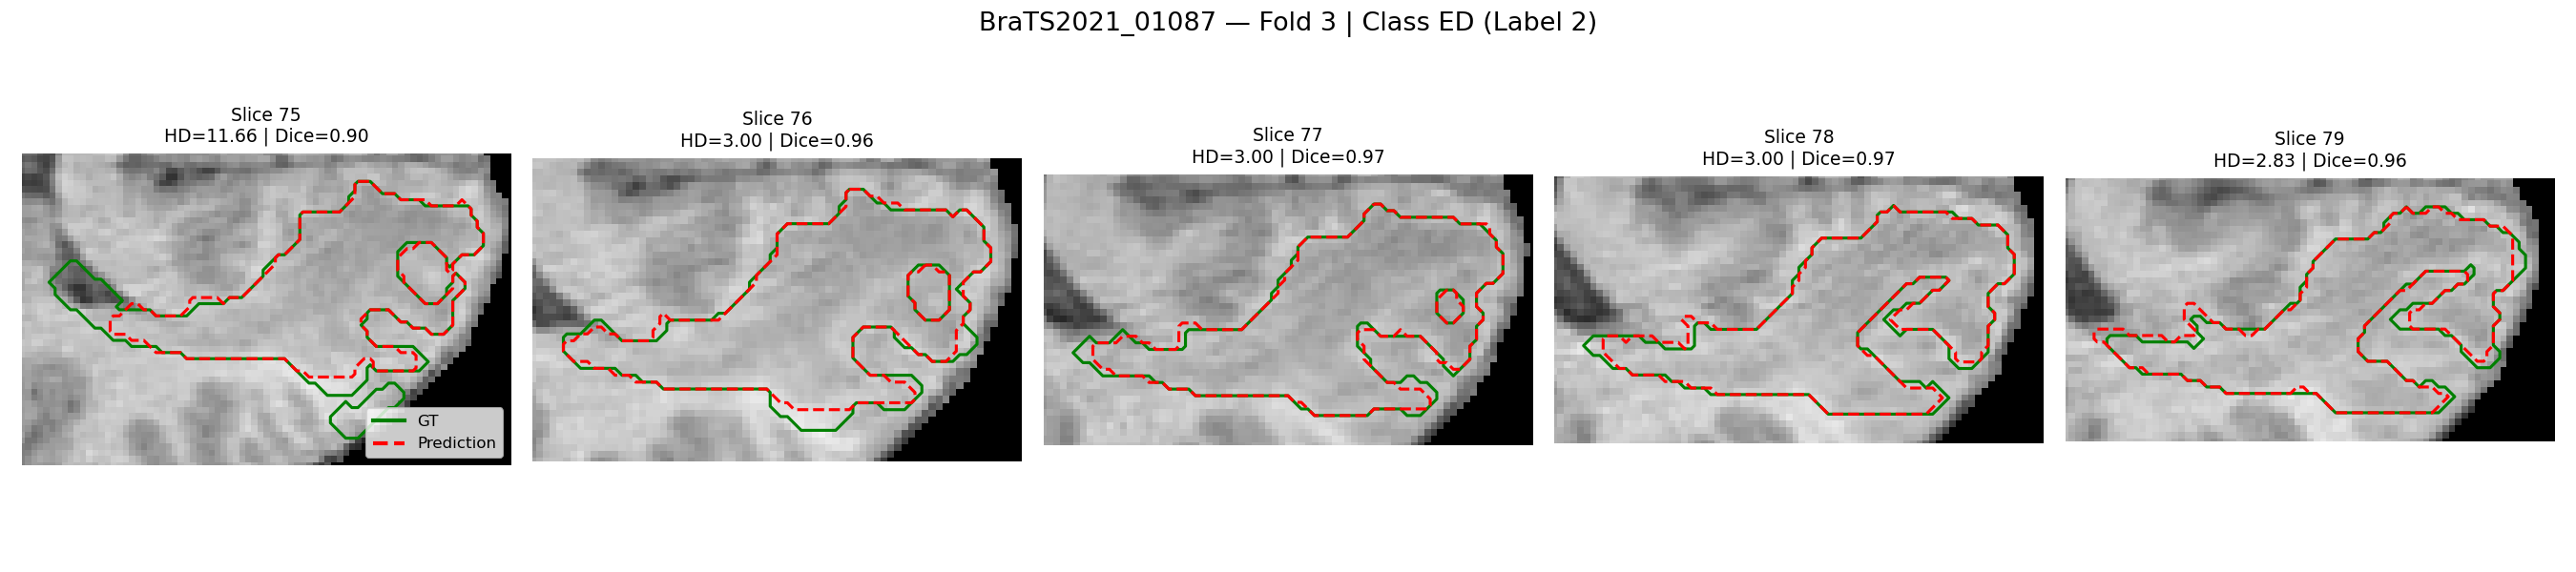 BraTS2021_01087 — Fold 3 | Class ED (Label 2)
Slice 75
HD=11.66 | Dice=0.90
Slice 76
HD=3.00 | Dice=0.96
Slice 77
HD=3.00 | Dice=0.97
Slice 78
HD=3.00 | Dice=0.97
Slice 79
HD=2.83 | Dice=0.96
GT
Prediction